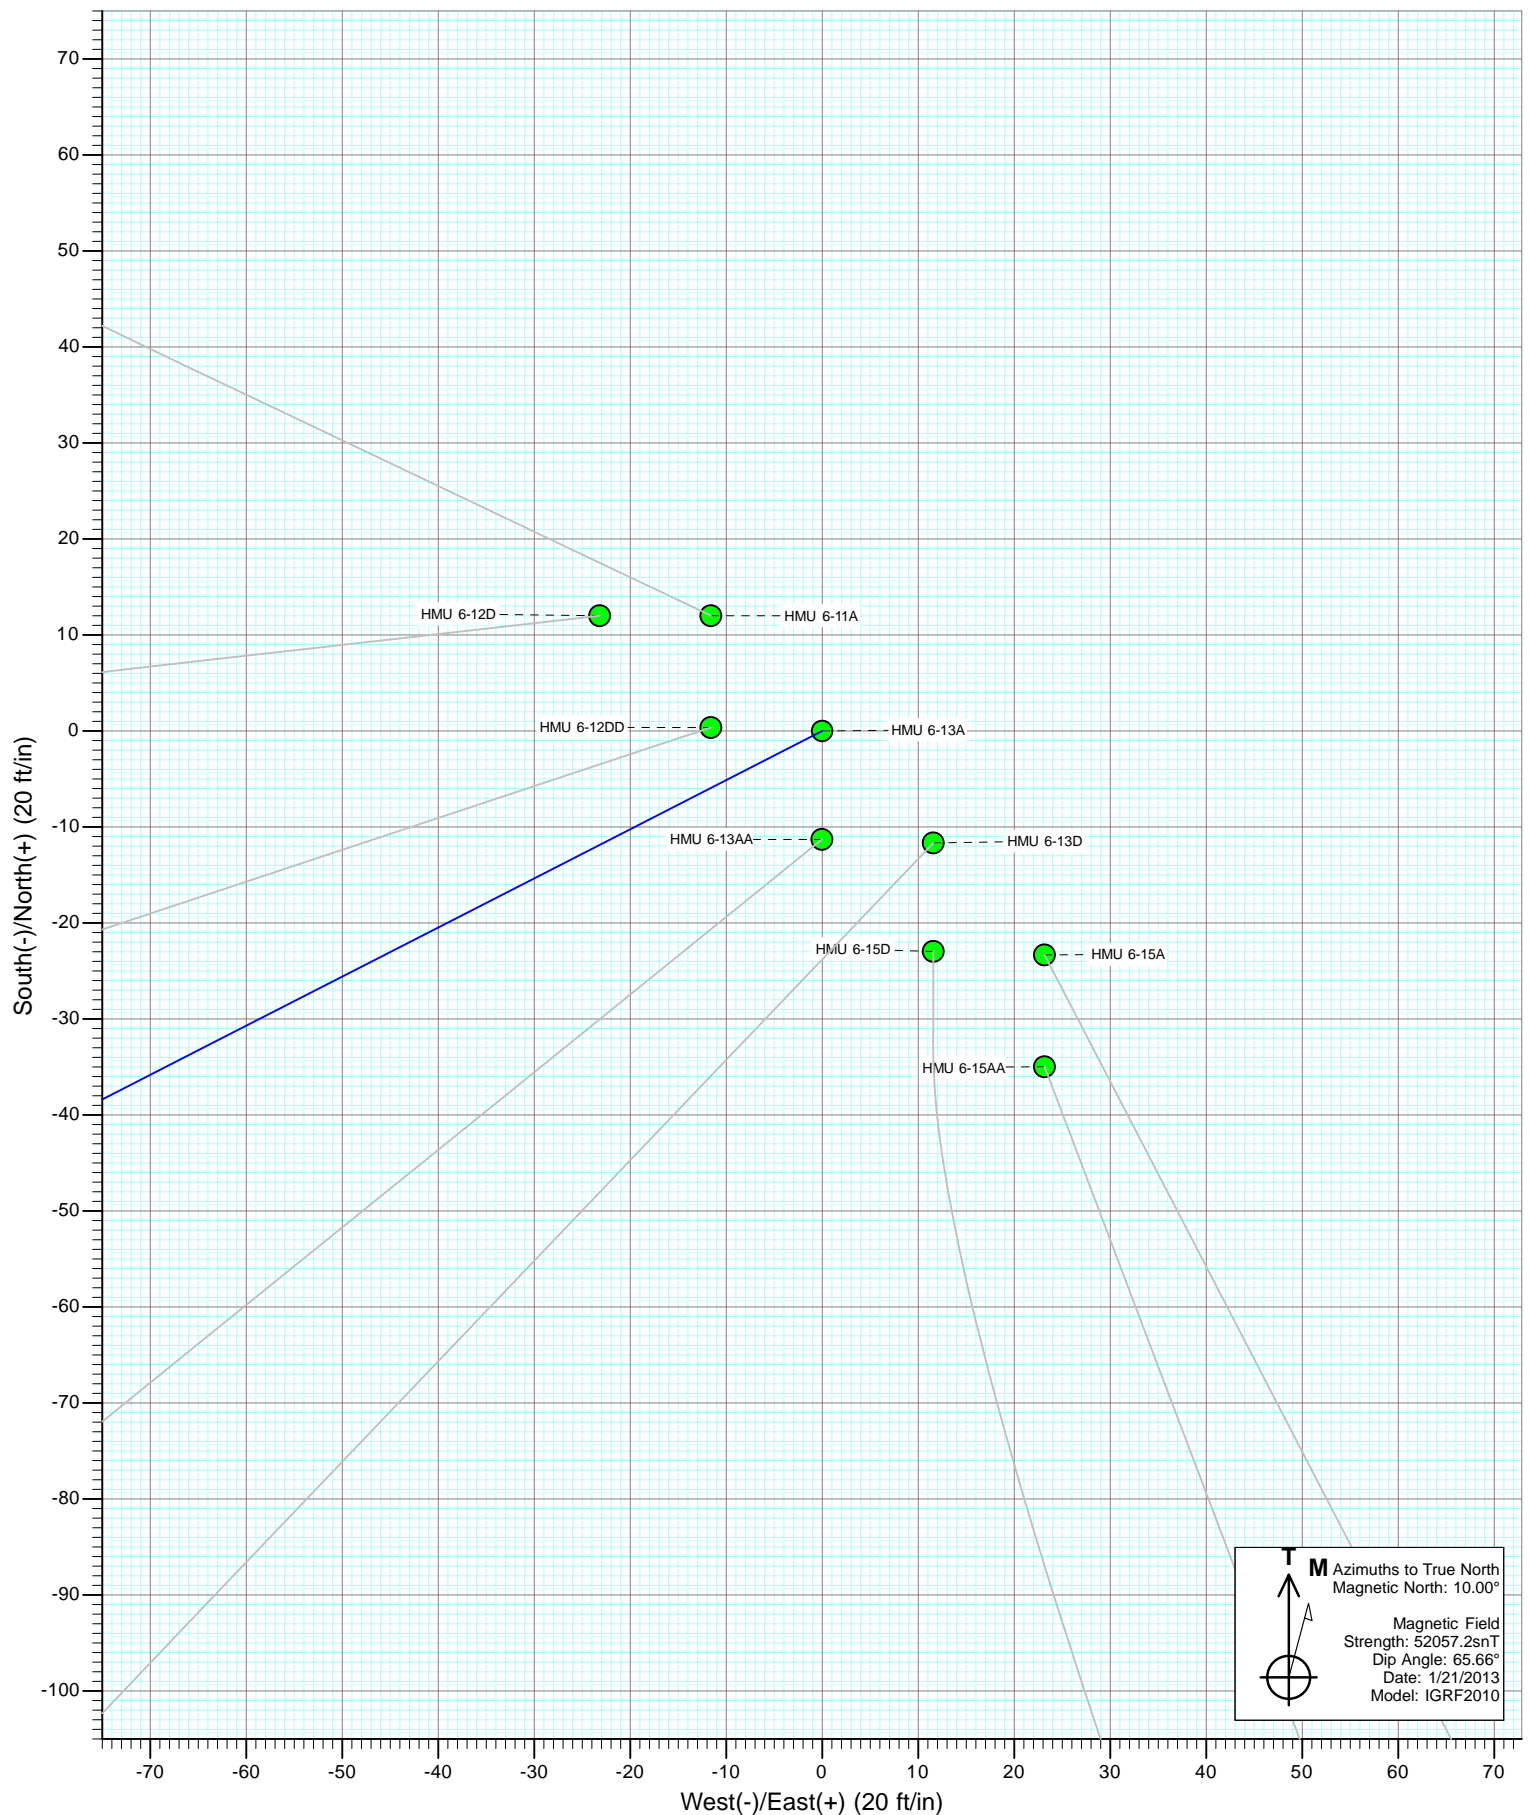 70
60
50
40
30
20
10
0
-10
-20
-30
-40
-50
-60
-70
-80
-90
-100
South(-)/North(+) (20 ft/in)
HMU 6-12D
HMU 6-11A
HMU 6-12DD
HMU 6-13A
HMU 6-13AA
HMU 6-13D
HMU 6-15D
HMU 6-15A
HMU 6-15AA
T
M
Azimuths to True North
Magnetic North: 10.00°
Magnetic Field
Strength: 52057.2snT
Dip Angle: 65.66°
Date: 1/21/2013
Model: IGRF2010
-70 -60 -50 -40 -30 -20 -10 0 10 20 30 40 50 60 70
West(-)/East(+) (20 ft/in)